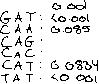 0.001
GAT: <0.001
CAA: 0.085
CAG:
CAC:
CAT: 0.0834
TAT: <0.001